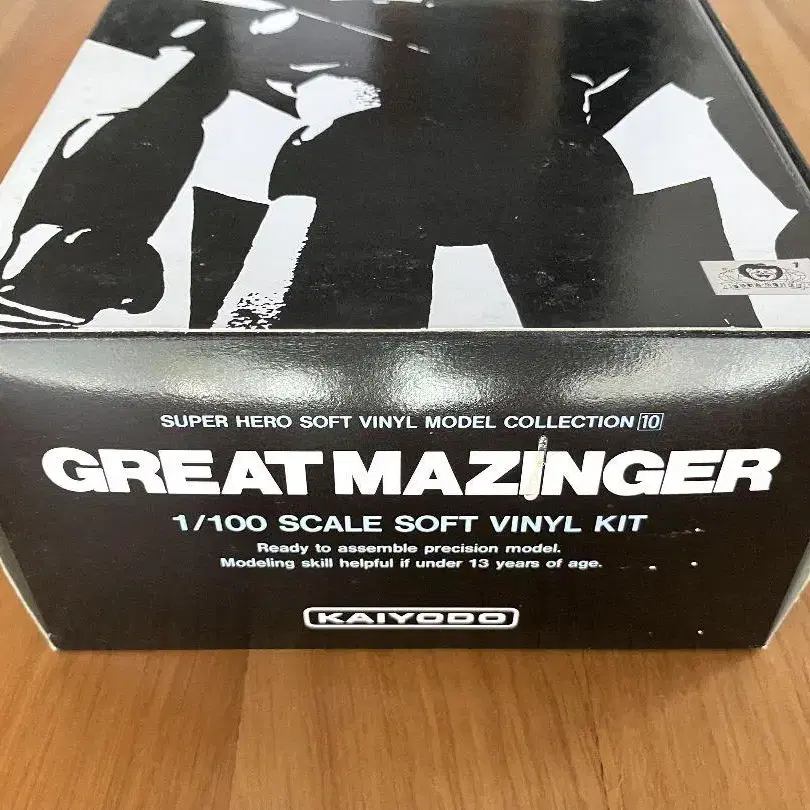 SUPER HERO SOFT VINYL MODEL COLLECTION 10
GREAT MAZINGER
1/100 SCALE SOFT VINYL KIT
Ready to assemble precision model.
Modeling skill helpful if under 13 years of age.
KAIYODO